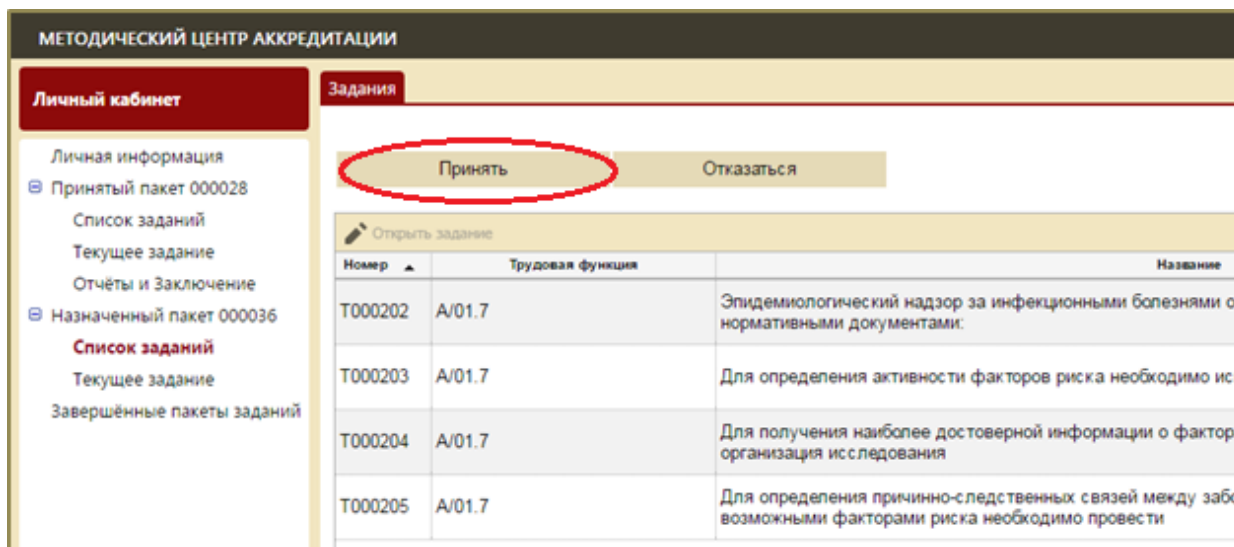 МЕТОДИЧЕСКИЙ ЦЕНТР АККРЕДИТАЦИИ
Личный кабинет
Личная информация
Принятый пакет 000028
Список заданий
Текущее задание
Отчёты и Заключение
Назначенный пакет 000036
Список заданий
Текущее задание
Завершённые пакеты заданий
Задания
Принять Отказаться
Открыть задание
Номер Трудовая функция Название
T000202 A/01.7 Эпидемиологический надзор за инфекционными болезнями о
нормативными документами:
T000203 A/01.7 Для определения активности факторов риска необходимо ис
T000204 A/01.7 Для получения наиболее достоверной информации о фактор
организация исследования
T000205 A/01.7 Для определения причинно-следственных связей между забо
возможными факторами риска необходимо провести